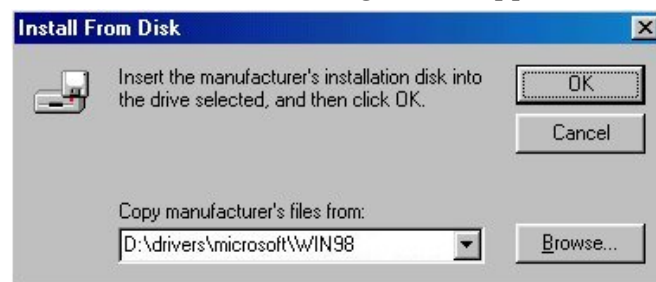 Install From Disk
Insert the manufacturer's installation disk into
the drive selected, and then click OK.
OK
Cancel
Copy manufacturer's files from:
D:\drivers\microsoft\WIN98
Browse...